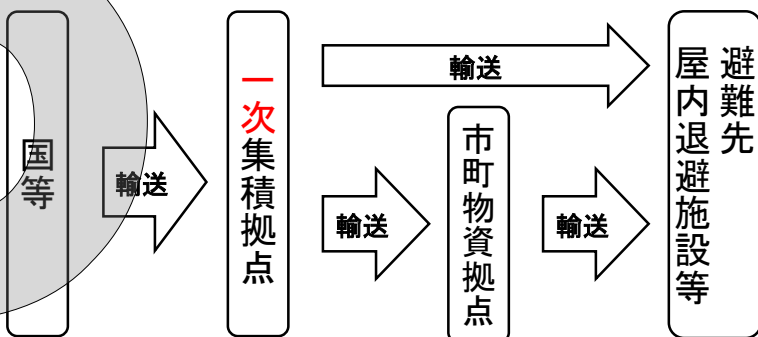 国等
輸送
一次集積拠点
輸送
輸送
市町物資拠点
輸送
避難先
屋内退避施設等